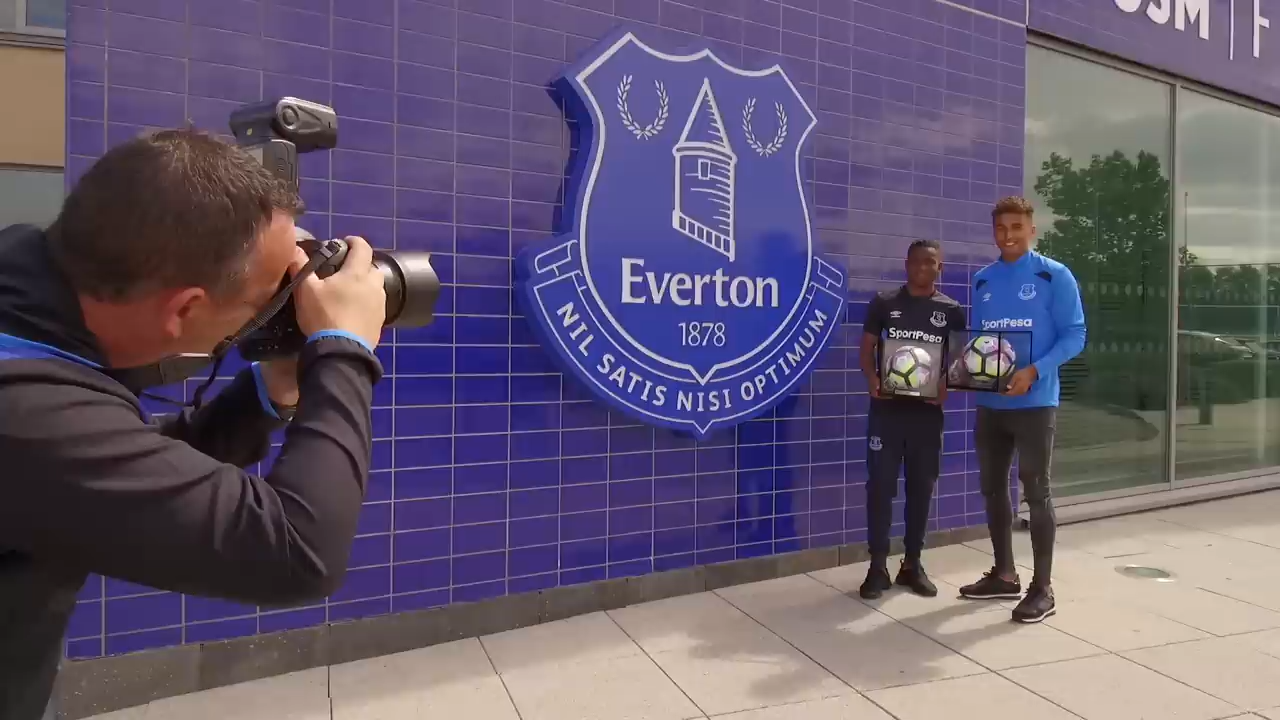 Everton
1878
NIL SATIS NISI OPTIMUM
SportPesa
SportPesa